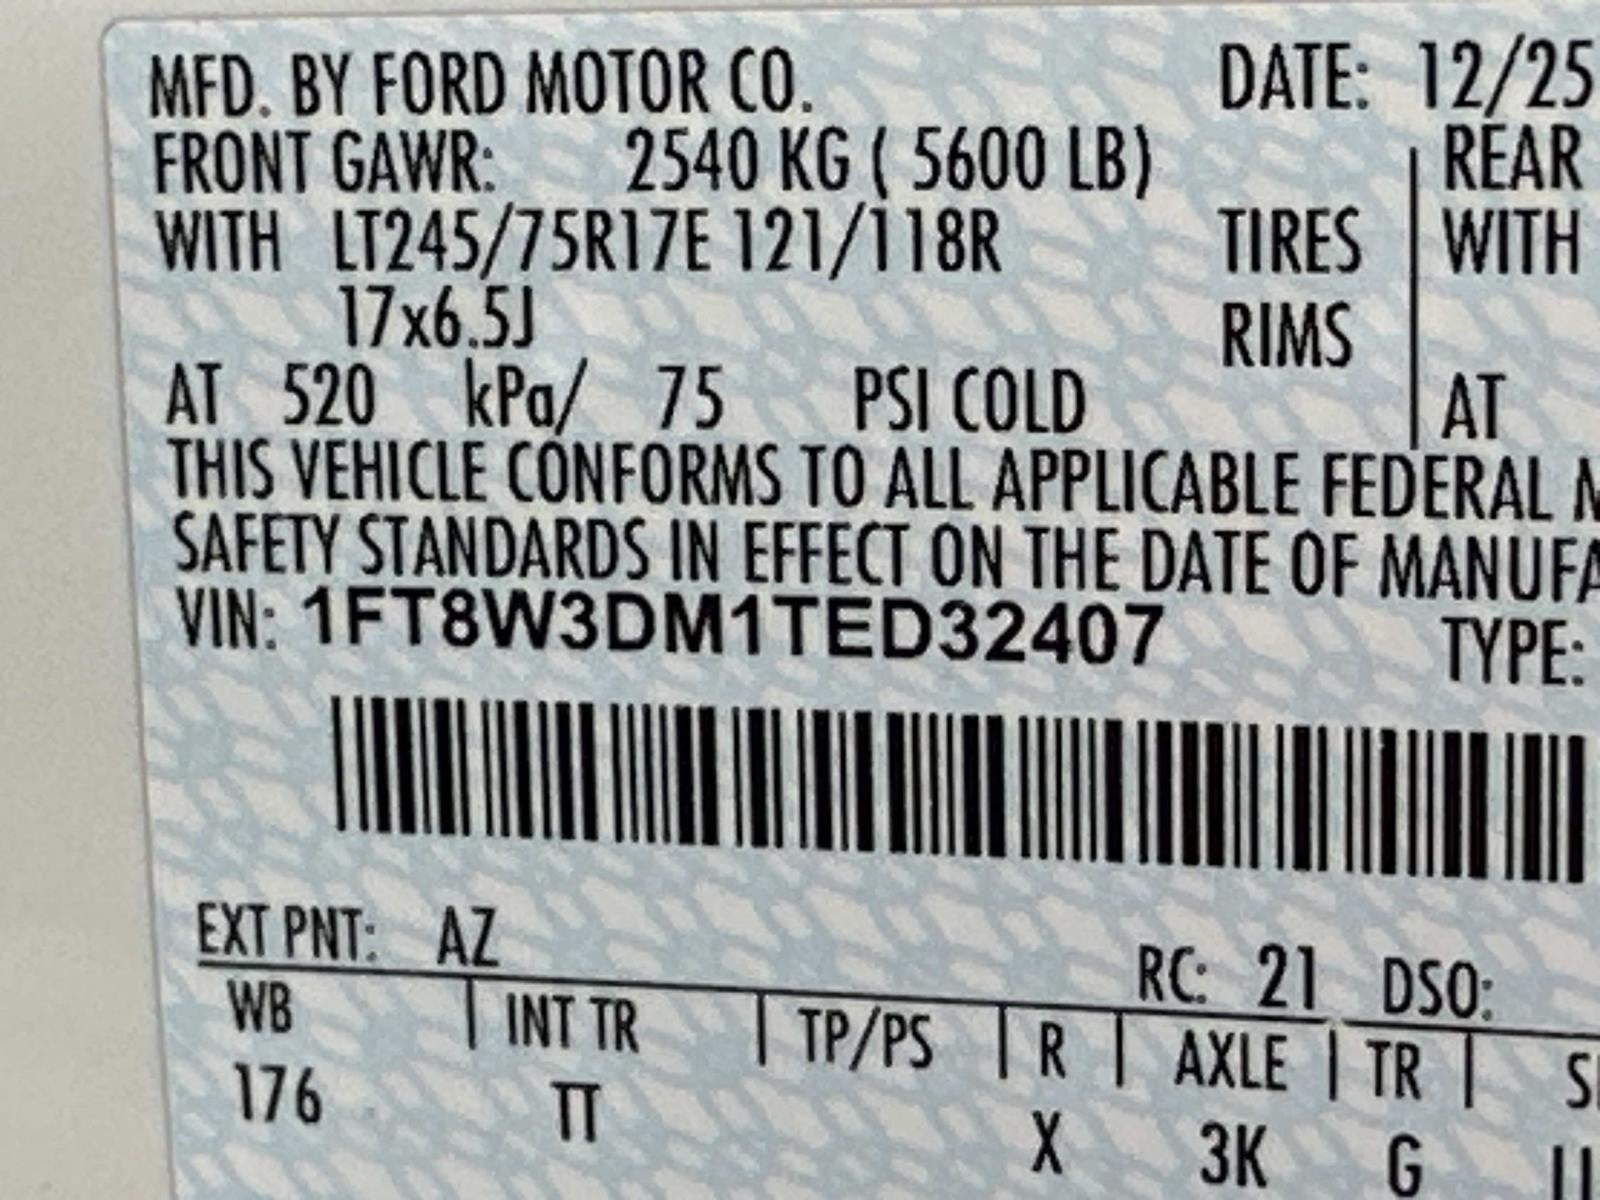 MFD. BY FORD MOTOR CO. DATE: 12/25
FRONT GAWR: 2540 KG ( 5600 LB) REAR
WITH LT245/75R17E 121/118R TIRES WITH
17x6.5J RIMS
AT 520 kPa/ 75 PSI COLD AT
THIS VEHICLE CONFORMS TO ALL APPLICABLE FEDERAL
SAFETY STANDARDS IN EFFECT ON THE DATE OF MANUFA
VIN: 1FT8W3DM1TED32407 TYPE:
EXT PNT: AZ RC: 21 DSO:
WB INT TR TP/PS R AXLE TR
176 TT X 3K G